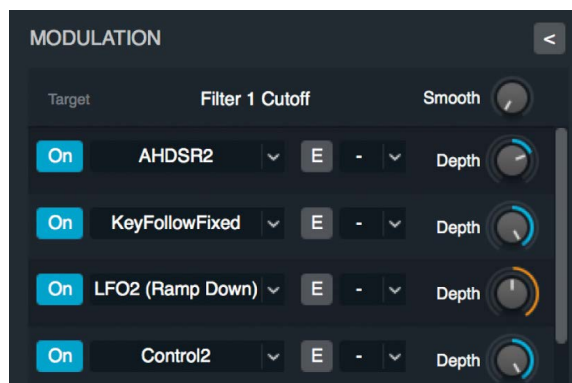 MODULATION <
Target Filter 1 Cutoff Smooth
On AHDSR2 E - Depth
On KeyFollowFixed E - Depth
On LFO2 (Ramp Down) E - Depth
On Control2 E - Depth